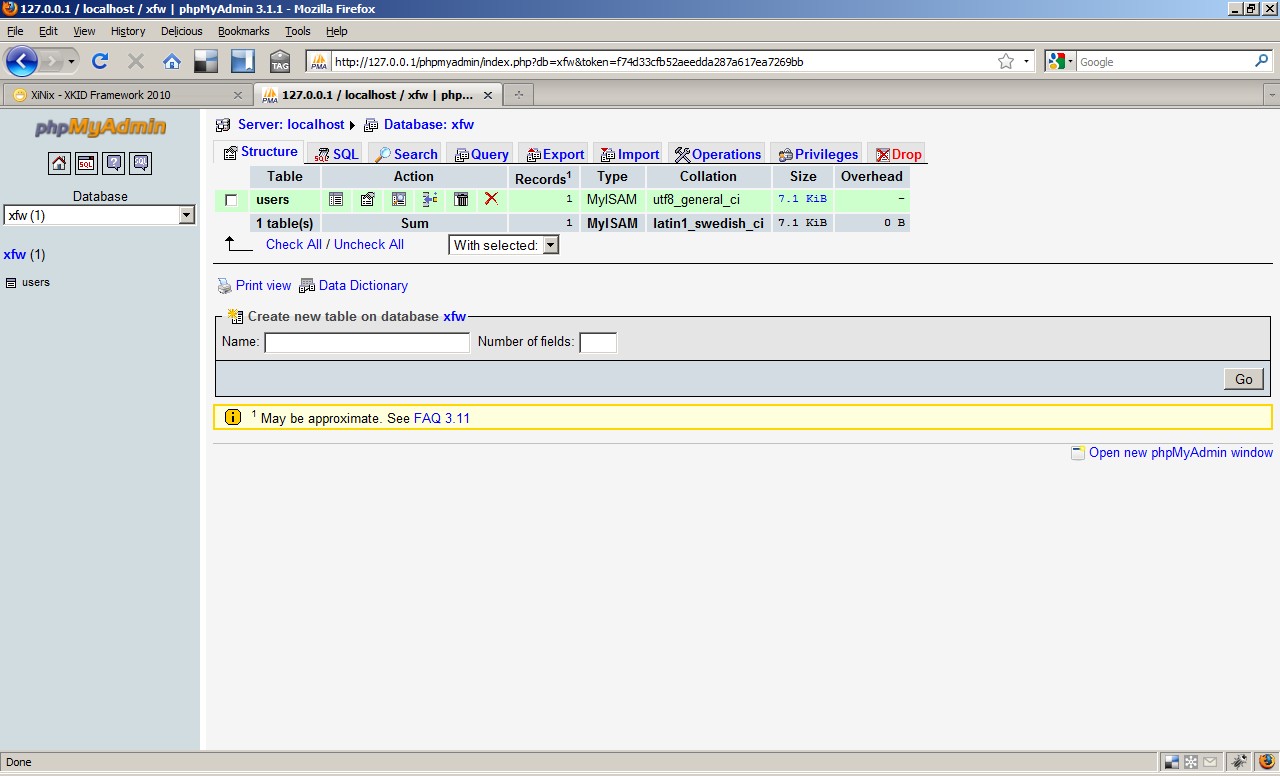 127.0.0.1 / localhost / xfw | phpMyAdmin 3.1.1 - Mozilla Firefox
File Edit View History Delicious Bookmarks Tools Help
TAG PMA http://127.0.0.1/phpmyadmin/index.php?db=xfw&token=f74d33cfb52aeedda287a617ea7269bb Google
XiNix - XKID Framework 2010 PMA 127.0.0.1 / localhost / xfw | php...
phpMyAdmin
SQL
Database
xfw (1)
xfw (1)
users
Server: localhost Database: xfw
Structure SQL Search Query Export Import Operations Privileges Drop
Table Action Records1 Type Collation Size Overhead
users 1 MyISAM utf8_general_ci 7.1 KiB -
1 table(s) Sum 1 MyISAM latin1_swedish_ci 7.1 KiB 0 B
Check All / Uncheck All With selected:
Print view Data Dictionary
Create new table on database xfw
Name: Number of fields:
Go
1 May be approximate. See FAQ 3.11
Open new phpMyAdmin window
Done